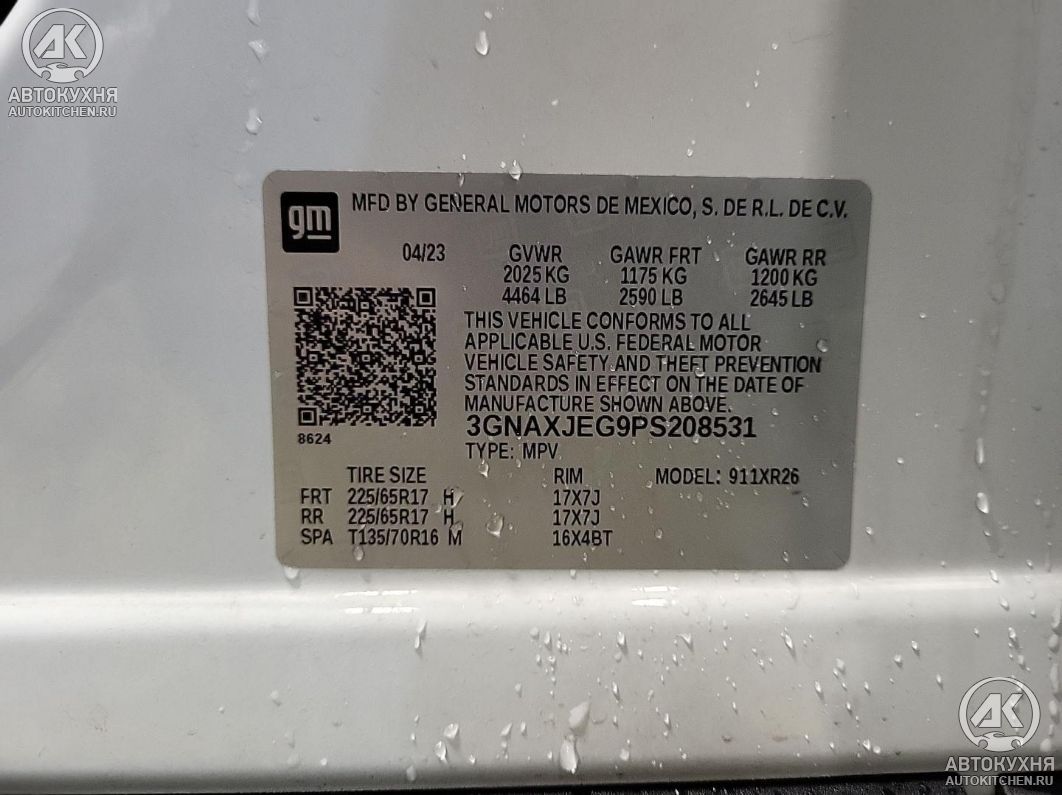 AK
АВТОКУХНЯ
AUTOKITCHEN.RU
gm
MFD BY GENERAL MOTORS DE MEXICO, S. DE R.L. DE C.V.
04/23 GVWR GAWR FRT GAWR RR
2025 KG 1175 KG 1200 KG
4464 LB 2590 LB 2645 LB
THIS VEHICLE CONFORMS TO ALL
APPLICABLE U.S. FEDERAL MOTOR
VEHICLE SAFETY AND THEFT PREVENTION
STANDARDS IN EFFECT ON THE DATE OF
MANUFACTURE SHOWN ABOVE.
3GNAXJEG9PS208531
8624
TYPE: MPV
TIRE SIZE RIM MODEL: 911XR26
FRT 225/65R17 H 17X7J
RR 225/65R17 H 17X7J
SPA T135/70R16 M 16X4BT
AK
АВТОКУХНЯ
AUTOKITCHEN.RU